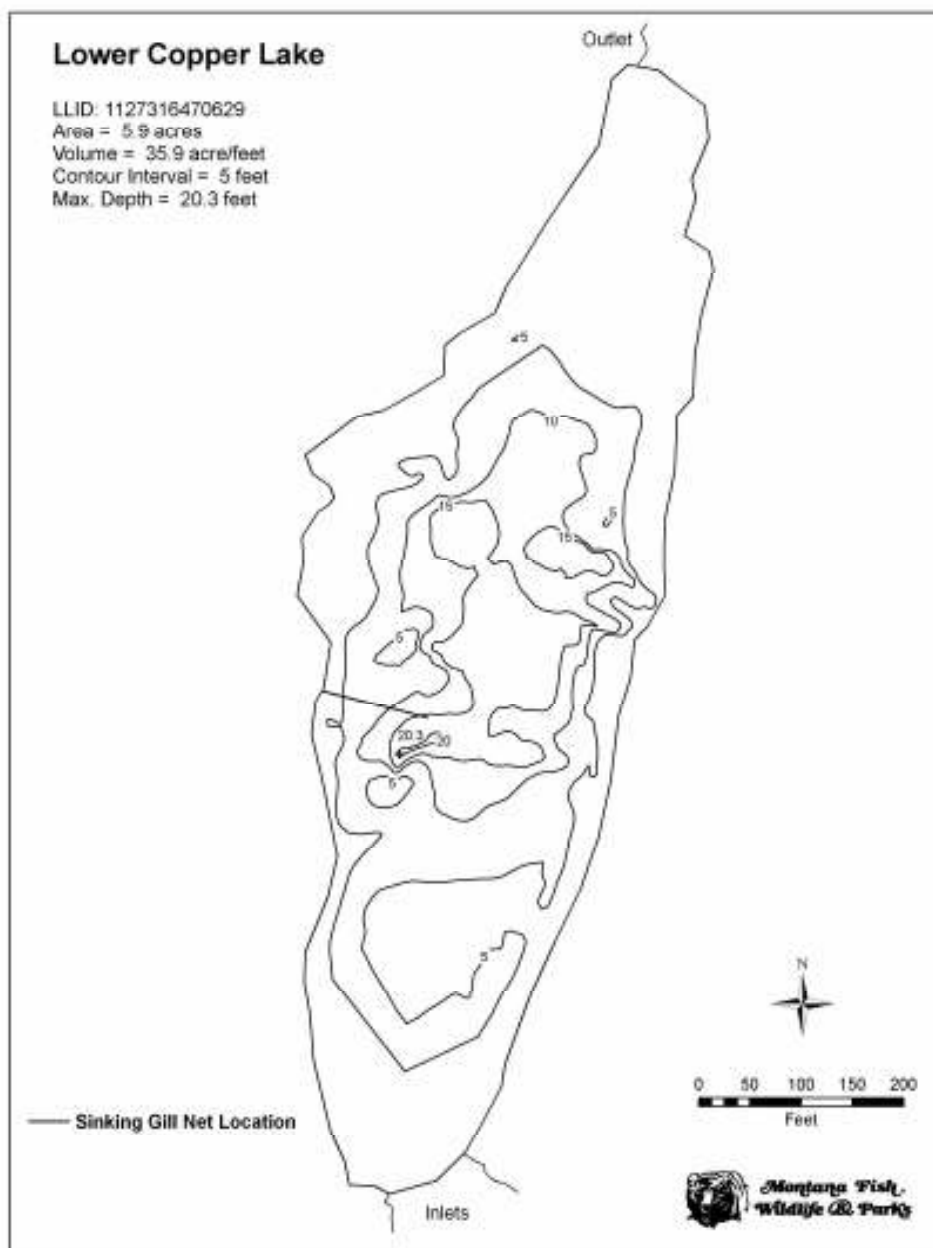 Lower Copper Lake
LLID: 1127316470629
Area = 5.9 acres
Volume = 35.9 acre/feet
Contour Interval = 5 feet
Max. Depth = 20.3 feet
Outlet
5
10
15
5
15
5
20.3
20
5
5
N
0 50 100 150 200
Feet
Sinking Gill Net Location
Inlets
Montana Fish,
Wildlife & Parks